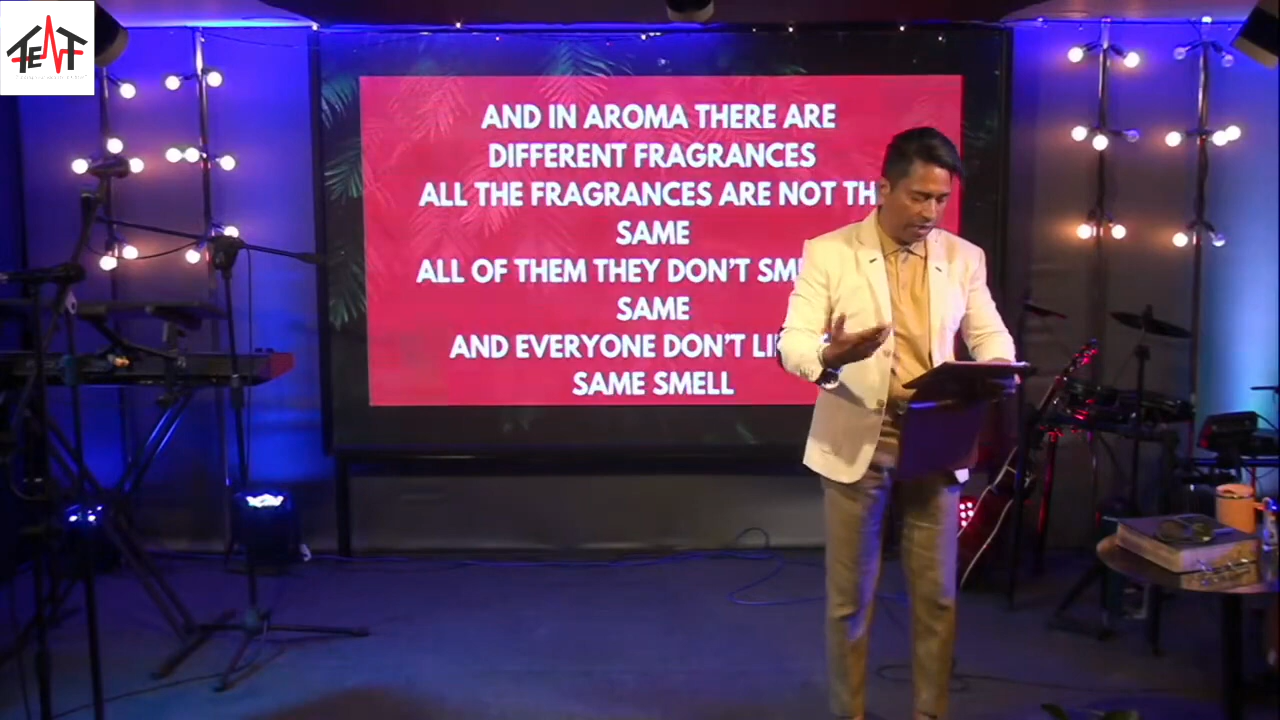 TENT
AND IN AROMA THERE ARE
DIFFERENT FRAGRANCES
ALL THE FRAGRANCES ARE NOT TH
SAME
ALL OF THEM THEY DON'T SM
SAME
AND EVERYONE DON'T LI
SAME SMELL